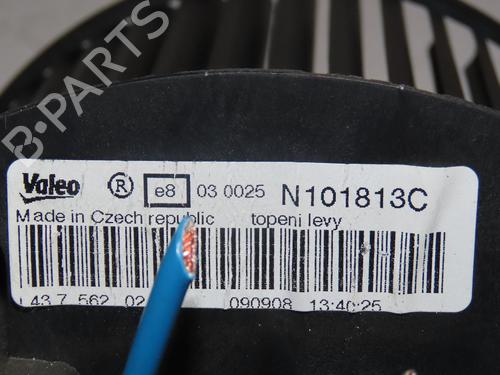 B-PARTS
Valeo ® e8 03 0025 N101813C
Made in Czech republic topeni levy
43 7 562 02 090908 13:40:25